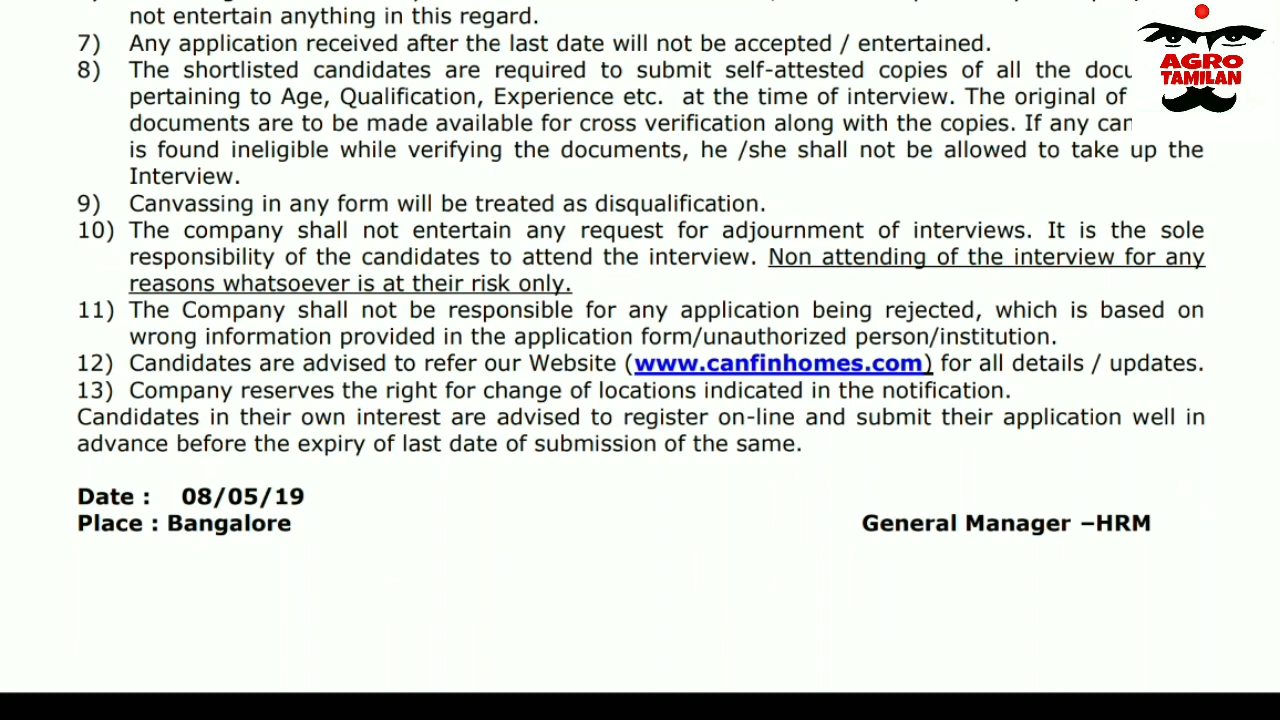 not entertain anything in this regard.
7) Any application received after the last date will not be accepted / entertained.
8) The shortlisted candidates are required to submit self-attested copies of all the
pertaining to Age, Qualification, Experience etc. at the time of interview. The original of
documents are to be made available for cross verification along with the copies. If any
is found ineligible while verifying the documents, he /she shall not be allowed to take up the
Interview.
9) Canvassing in any form will be treated as disqualification.
10) The company shall not entertain any request for adjournment of interviews. It is the sole
responsibility of the candidates to attend the interview. Non attending of the interview for any
reasons whatsoever is at their risk only.
11) The Company shall not be responsible for any application being rejected, which is based on
wrong information provided in the application form/unauthorized person/institution.
12) Candidates are advised to refer our Website (www.canfinhomes.com) for all details / updates.
13) Company reserves the right for change of locations indicated in the notification.
Candidates in their own interest are advised to register on-line and submit their application well in
advance before the expiry of last date of submission of the same.
Date : 08/05/19
Place : Bangalore General Manager –HRM
AGRO
TAMILAN